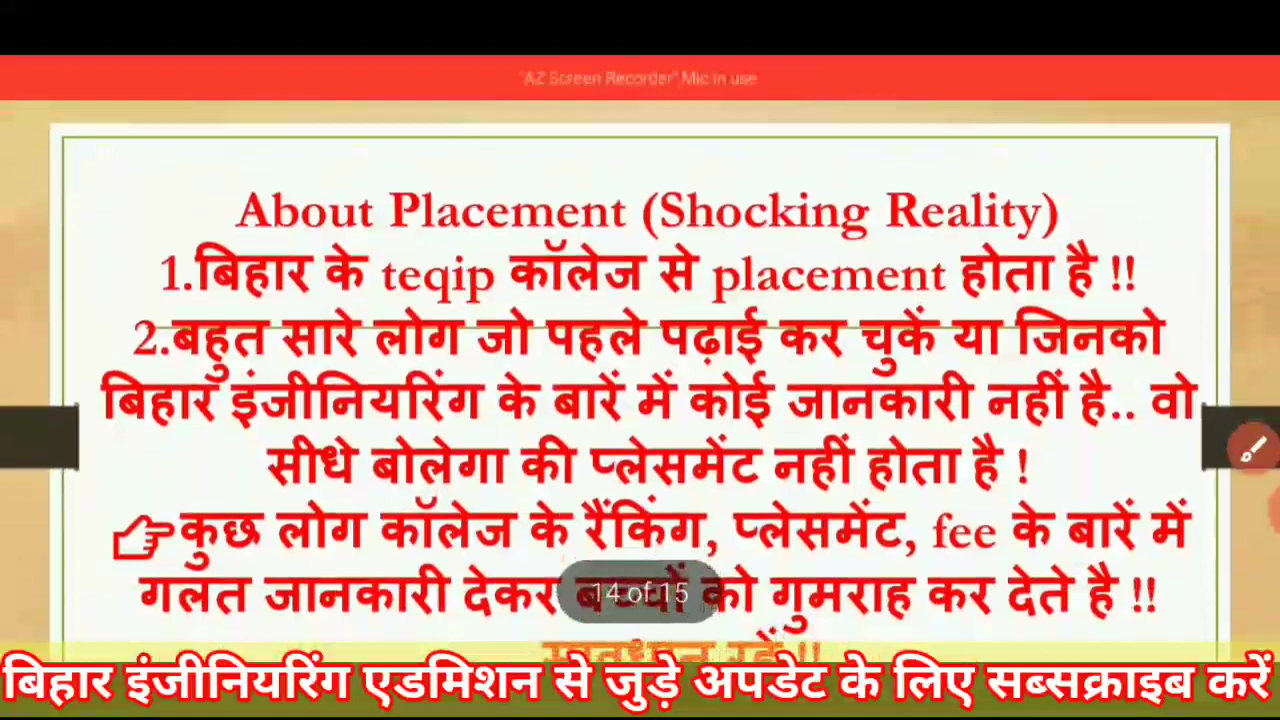 "AZ Screen Recorder",Mic in use
About Placement (Shocking Reality)
1.बिहार के teqip कॉलेज से placement होता है !!
2.बहुत सारे लोग जो पहले पढ़ाई कर चुकें या जिनको
बिहार इंजीनियरिंग के बारें में कोई जानकारी नहीं है.. वो
सीधे बोलेगा की प्लेसमेंट नहीं होता है !
👉कुछ लोग कॉलेज के रैंकिंग, प्लेसमेंट, fee के बारें में
गलत जानकारी देकर बच्चों को गुमराह कर देते है !!
14 of 15
बिहार इंजीनियरिंग एडमिशन से जुड़े अपडेट के लिए सब्सक्राइब करें